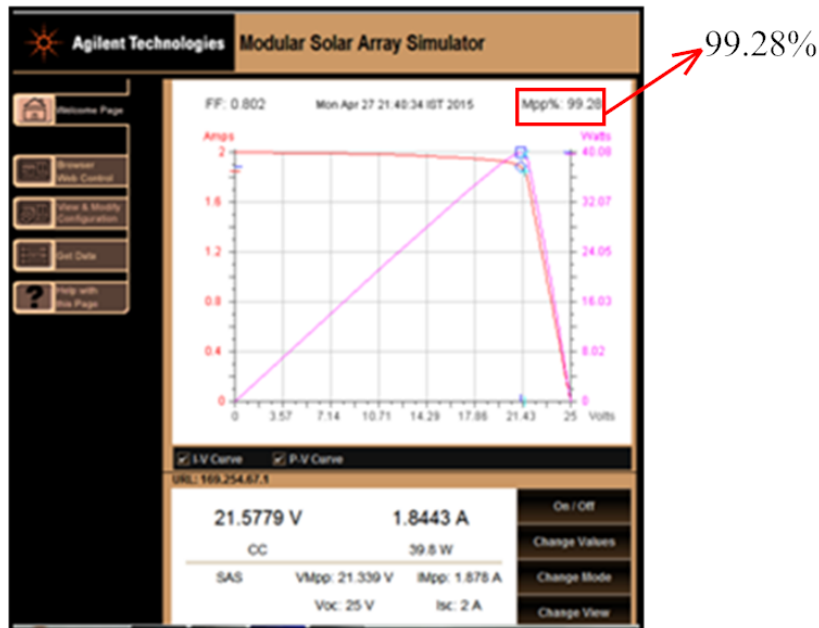 Agilent Technologies Modular Solar Array Simulator
99.28%
Welcome Page
Browser
Web Control
View & Modify
Configuration
Get Data
? Help with
this Page
FF: 0.802 Mon Apr 27 21:40:34 IST 2015 Mpp%: 99.28
Amps Watts
2 40.08
1.6 32.07
1.2 24.05
0.8 16.03
0.4 8.02
0 0
0 3.57 7.14 10.71 14.29 17.86 21.43 25 Volts
I-V Curve P-V Curve
URL: 169.254.67.1
21.5779 V 1.8443 A
CC 39.8 W
SAS VMpp: 21.339 V IMpp: 1.878 A
Voc: 25 V Isc: 2 A
On / Off
Change Values
Change Mode
Change View